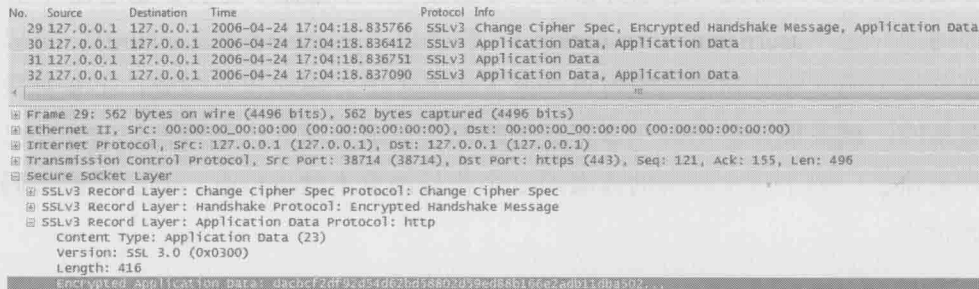 No. Source Destination Time Protocol Info
29 127.0.0.1 127.0.0.1 2006-04-24 17:04:18.835766 SSLv3 Change Cipher Spec, Encrypted Handshake Message, Application Data
30 127.0.0.1 127.0.0.1 2006-04-24 17:04:18.836412 SSLv3 Application Data, Application Data
31 127.0.0.1 127.0.0.1 2006-04-24 17:04:18.836751 SSLv3 Application Data
32 127.0.0.1 127.0.0.1 2006-04-24 17:04:18.837090 SSLv3 Application Data, Application Data
Frame 29: 562 bytes on wire (4496 bits), 562 bytes captured (4496 bits)
Ethernet II, Src: 00:00:00_00:00:00 (00:00:00:00:00:00), Dst: 00:00:00_00:00:00 (00:00:00:00:00:00)
Internet Protocol, Src: 127.0.0.1 (127.0.0.1), Dst: 127.0.0.1 (127.0.0.1)
Transmission Control Protocol, Src Port: 38714 (38714), Dst Port: https (443), Seq: 121, Ack: 155, Len: 496
Secure Socket Layer
SSLv3 Record Layer: Change Cipher Spec Protocol: Change Cipher Spec
SSLv3 Record Layer: Handshake Protocol: Encrypted Handshake Message
SSLv3 Record Layer: Application Data Protocol: http
Content Type: Application Data (23)
Version: SSL 3.0 (0x0300)
Length: 416
Encrypted Application Data: